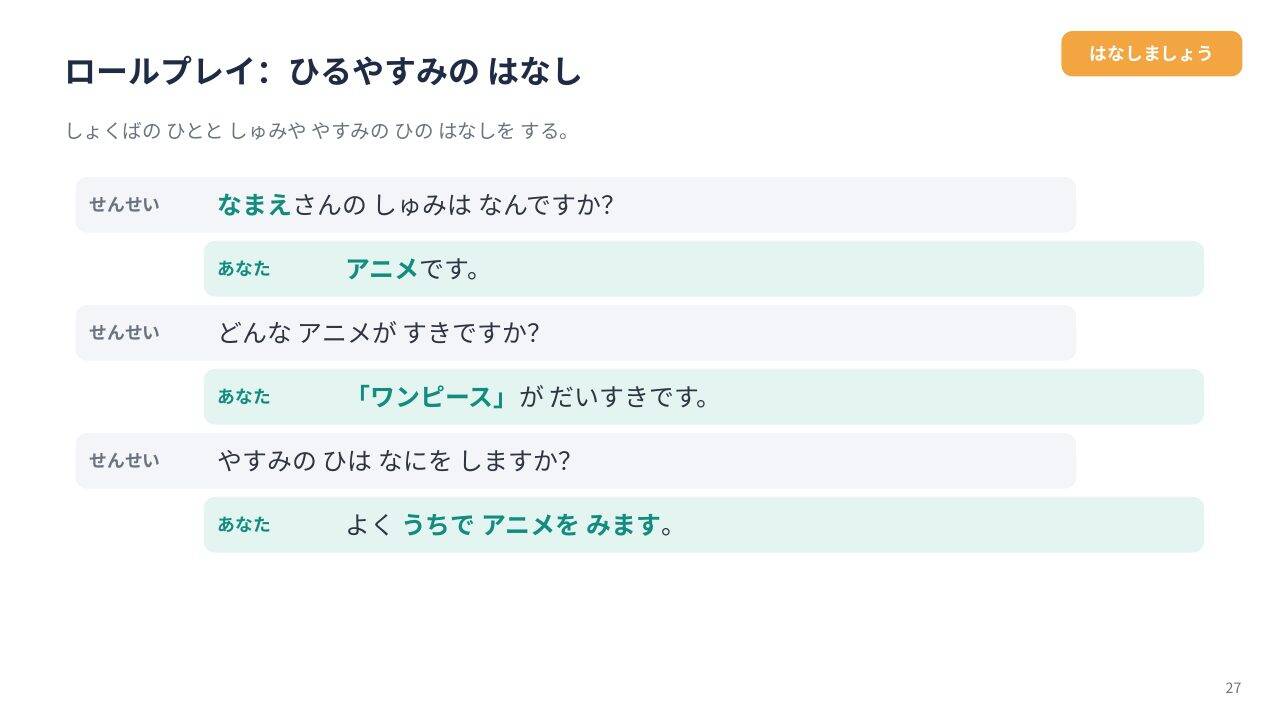 はなしましょう
ロールプレイ：ひるやすみの はなし
しょくばの ひとと しゅみや やすみの ひの はなしを する。
せんせい なまえさんの しゅみは なんですか？
あなた アニメです。
せんせい どんな アニメが すきですか？
あなた 「ワンピース」が だいすきです。
せんせい やすみの ひは なにを しますか？
あなた よく うちで アニメを みます。
27